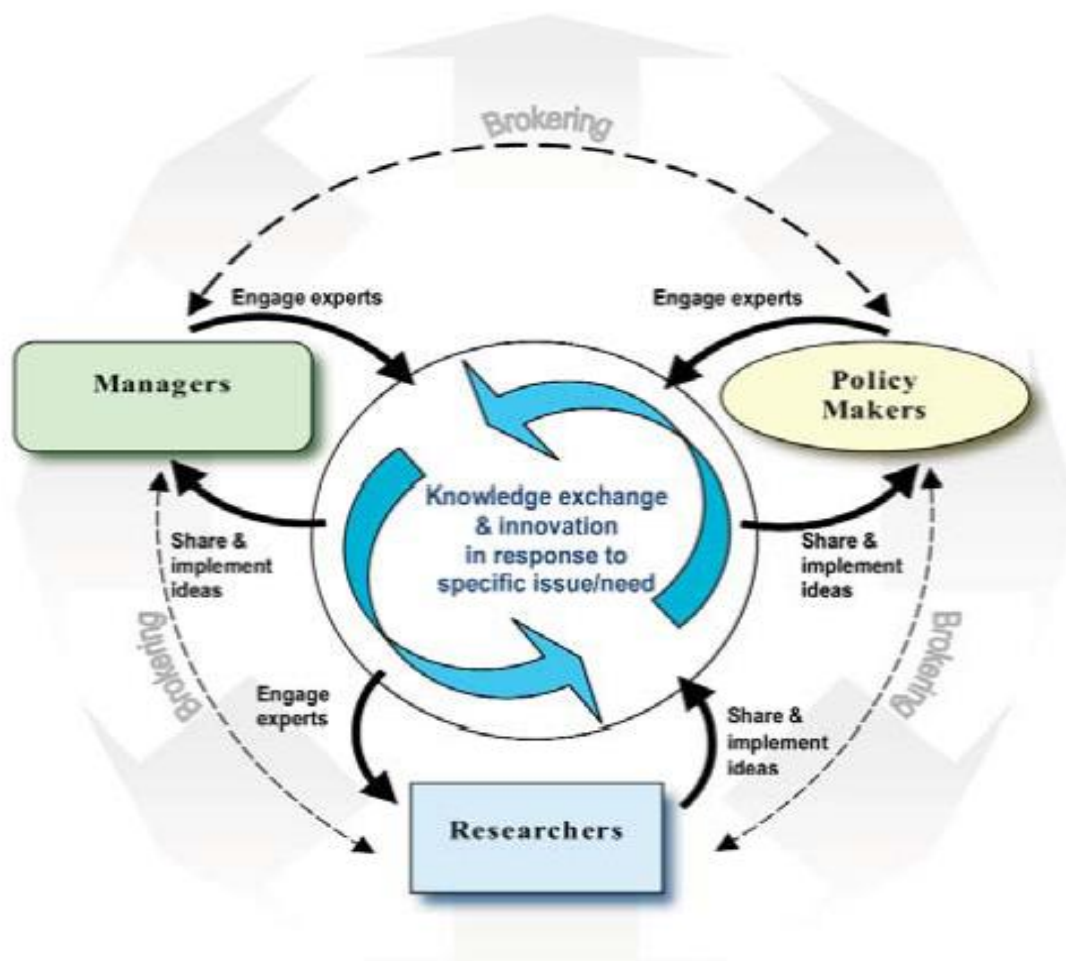 Brokering
Engage experts
Engage experts
Managers
Policy
Makers
Knowledge exchange
& innovation
in response to
specific issue/need
Share &
implement
ideas
Share &
implement
ideas
Brokering
Brokering
Engage
experts
Share &
implement
ideas
Researchers